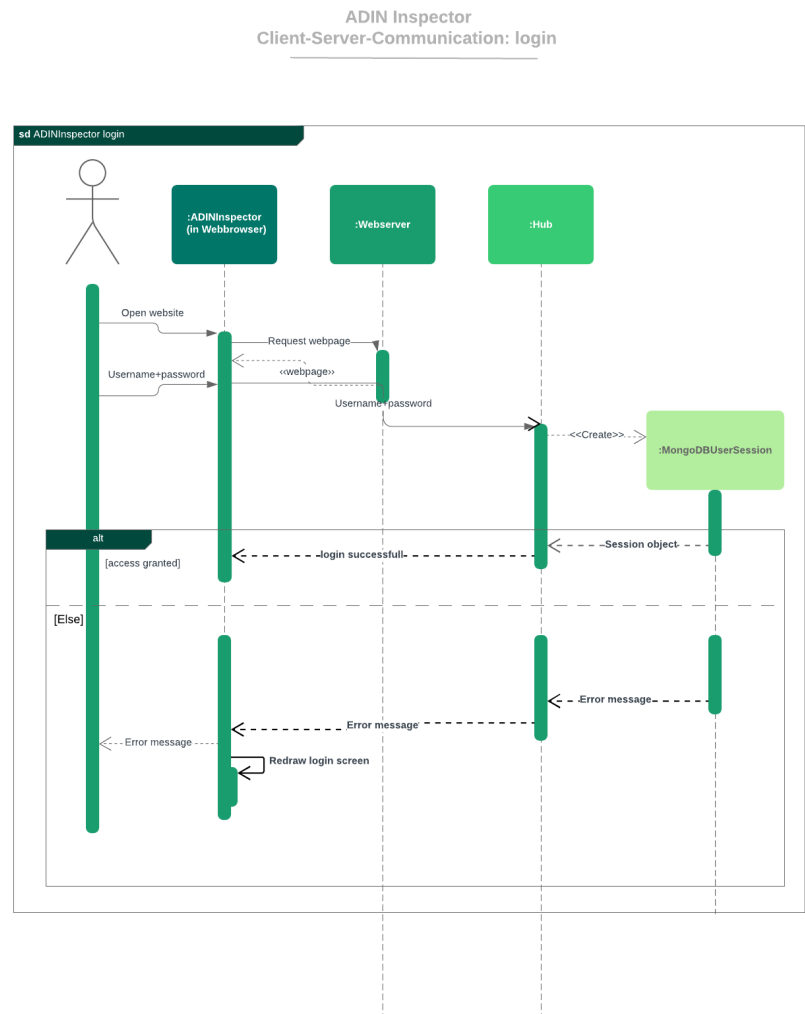 ADIN Inspector
Client-Server-Communication: login
sd ADINInspector login
:ADINInspector
(in Webbrowser)
:Webserver
:Hub
Open website
Request webpage
‹‹webpage››
Username+password
Username+password
<<Create>>
:MongoDBUserSession
alt
Session object
login successfull
[access granted]
[Else]
Error message
Error message
Error message
Redraw login screen